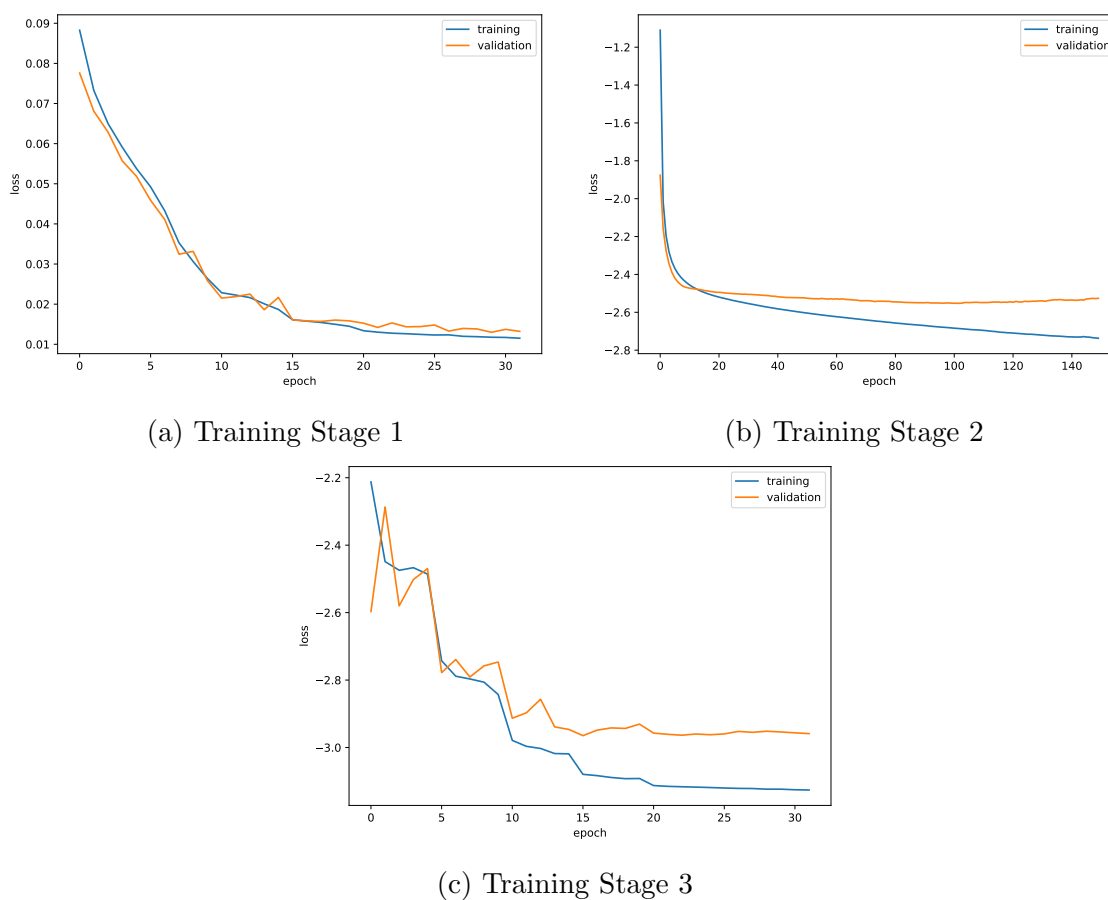 0.09
0.08
0.07
0.06
0.05
0.04
0.03
0.02
0.01
loss
training
validation
0 5 10 15 20 25 30
epoch
(a) Training Stage 1
−1.2
−1.4
−1.6
−1.8
−2.0
−2.2
−2.4
−2.6
−2.8
loss
training
validation
0 20 40 60 80 100 120 140
epoch
(b) Training Stage 2
−2.2
−2.4
−2.6
−2.8
−3.0
loss
training
validation
0 5 10 15 20 25 30
epoch
(c) Training Stage 3